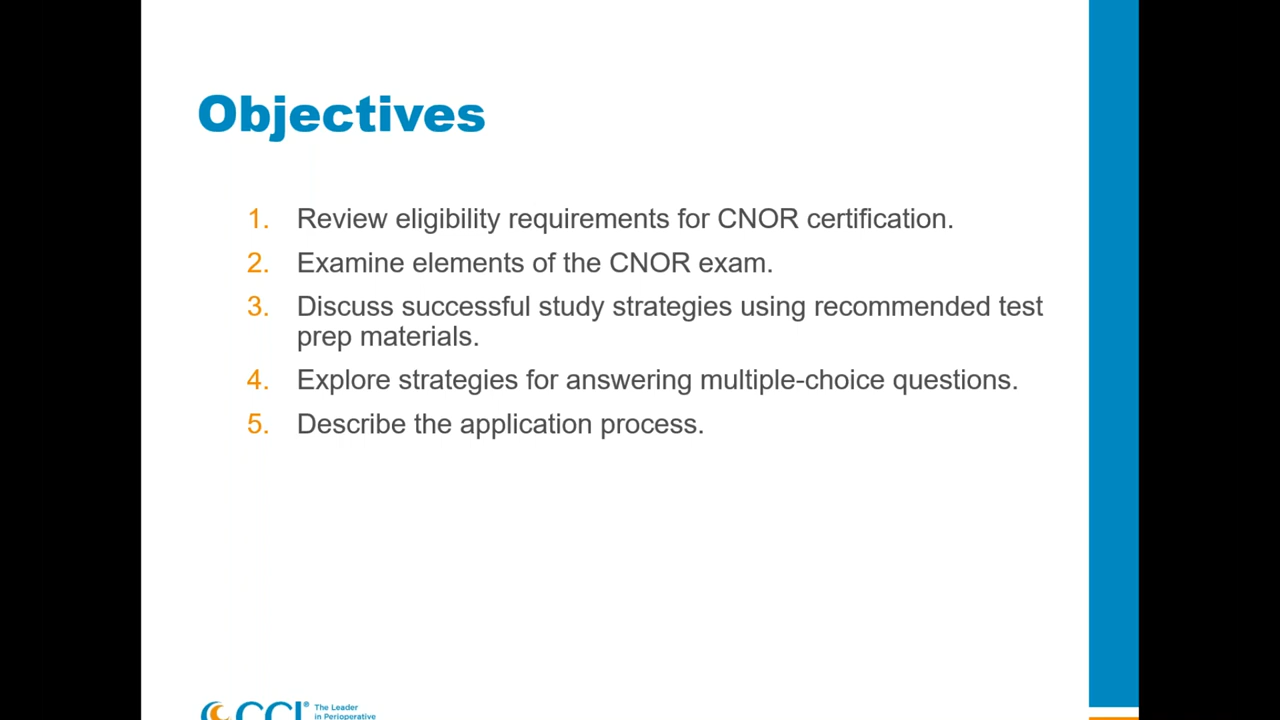 Objectives
1. Review eligibility requirements for CNOR certification.
2. Examine elements of the CNOR exam.
3. Discuss successful study strategies using recommended test
prep materials.
4. Explore strategies for answering multiple-choice questions.
5. Describe the application process.
CCI® The Leader
in Perioperative